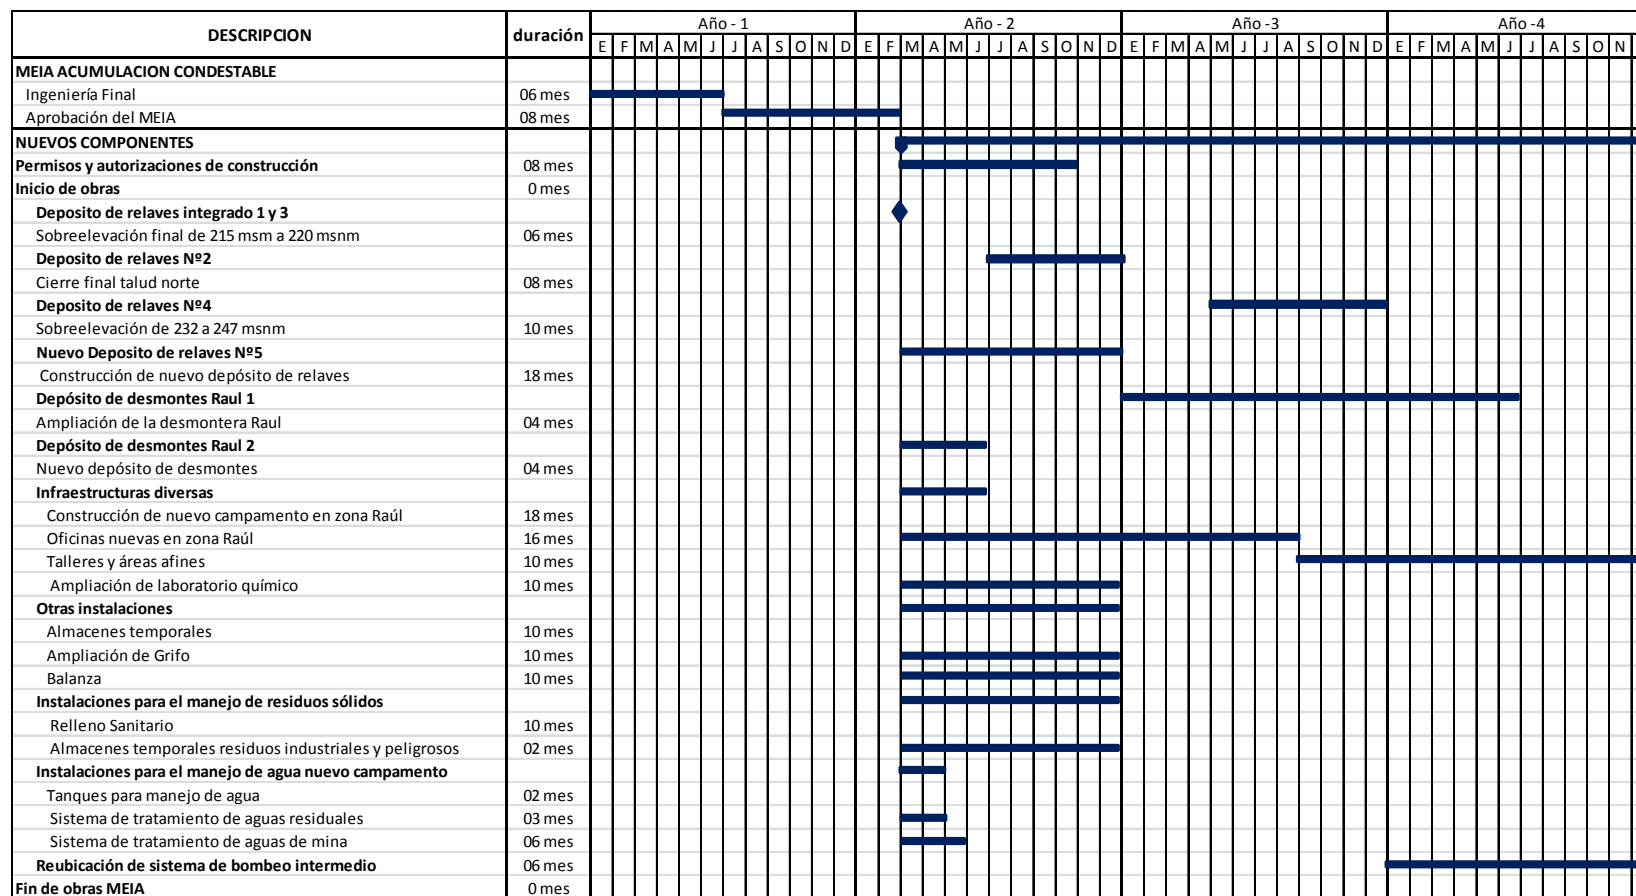 DESCRIPCION duración Año - 1 Año - 2 Año -3 Año -4
E F M A M J J A S O N D E F M A M J J A S O N D E F M A M J J A S O N D E F M A M J J A S O N
MEIA ACUMULACION CONDESTABLE
Ingeniería Final 06 mes
Aprobación del MEIA 08 mes
NUEVOS COMPONENTES
Permisos y autorizaciones de construcción 08 mes
Inicio de obras 0 mes
Deposito de relaves integrado 1 y 3
Sobreelevación final de 215 msm a 220 msnm 06 mes
Deposito de relaves Nº2
Cierre final talud norte 08 mes
Deposito de relaves Nº4
Sobreelevación de 232 a 247 msnm 10 mes
Nuevo Deposito de relaves Nº5
Construcción de nuevo depósito de relaves 18 mes
Depósito de desmontes Raul 1
Ampliación de la desmontera Raul 04 mes
Depósito de desmontes Raul 2
Nuevo depósito de desmontes 04 mes
Infraestructuras diversas
Construcción de nuevo campamento en zona Raúl 18 mes
Oficinas nuevas en zona Raúl 16 mes
Talleres y áreas afines 10 mes
Ampliación de laboratorio químico 10 mes
Otras instalaciones
Almacenes temporales 10 mes
Ampliación de Grifo 10 mes
Balanza 10 mes
Instalaciones para el manejo de residuos sólidos
Relleno Sanitario 10 mes
Almacenes temporales residuos industriales y peligrosos 02 mes
Instalaciones para el manejo de agua nuevo campamento
Tanques para manejo de agua 02 mes
Sistema de tratamiento de aguas residuales 03 mes
Sistema de tratamiento de aguas de mina 06 mes
Reubicación de sistema de bombeo intermedio 06 mes
Fin de obras MEIA 0 mes